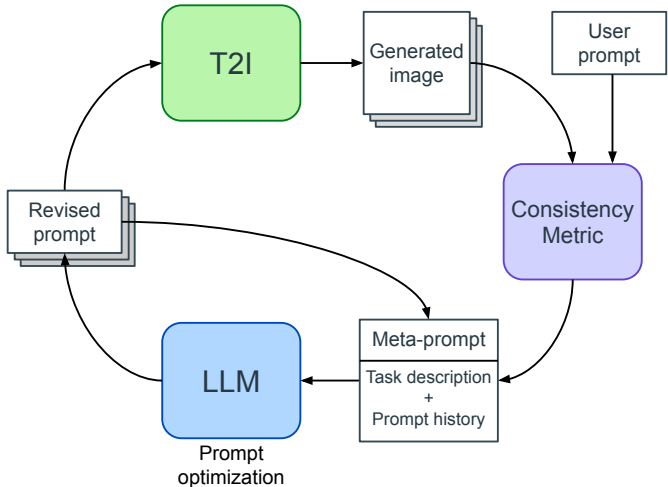 T2I
Generated
image
User
prompt
Revised
prompt
Consistency
Metric
Meta-prompt
Task description
+
Prompt history
LLM
Prompt
optimization